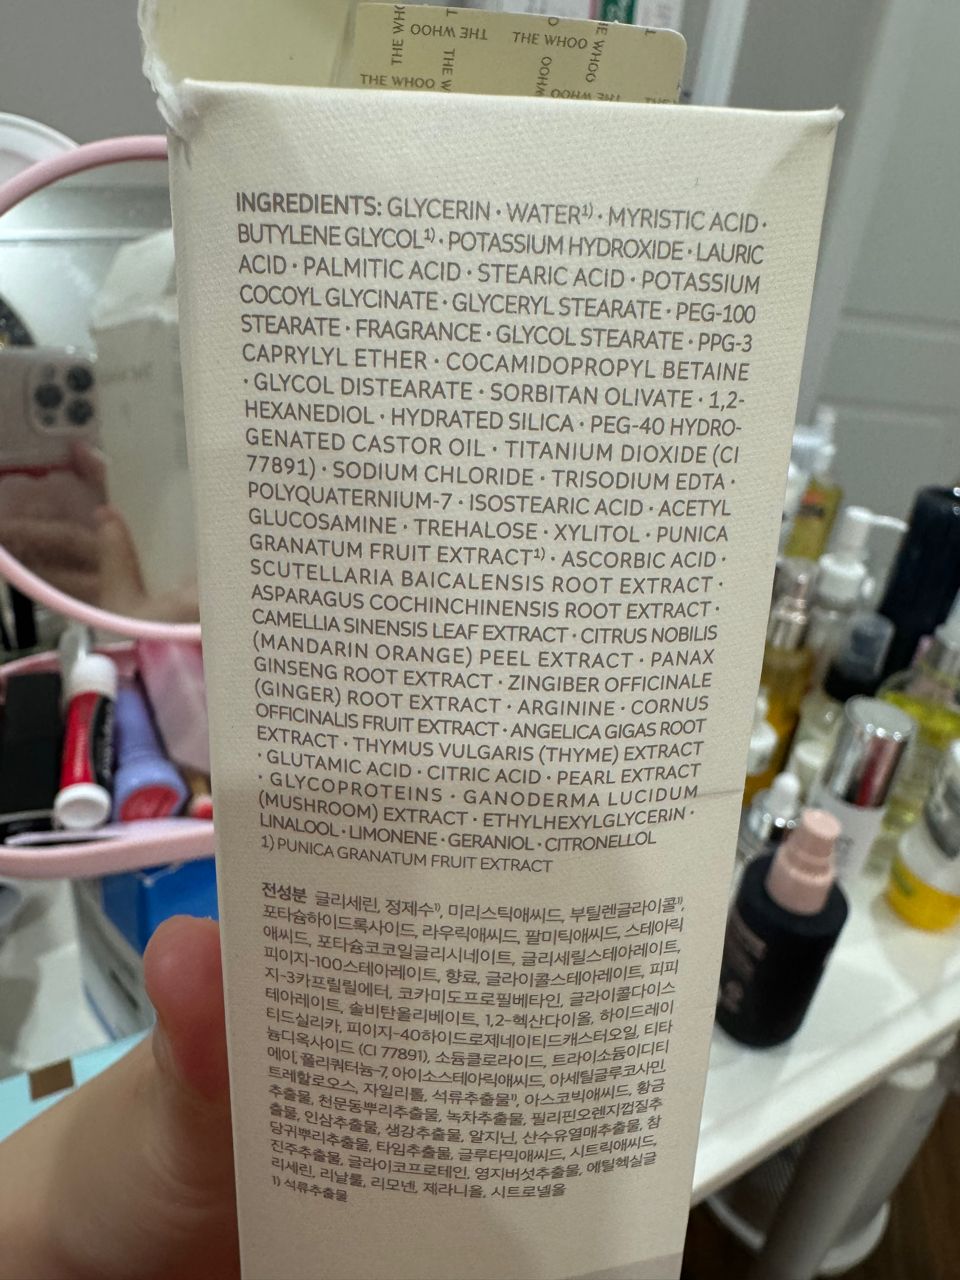 THE WHOO
THE WHOO
THE WHOO
THE WHOO
THE WHOO
INGREDIENTS: GLYCERIN · WATER¹⁾ · MYRISTIC ACID ·
BUTYLENE GLYCOL¹⁾ · POTASSIUM HYDROXIDE · LAURIC
ACID · PALMITIC ACID · STEARIC ACID · POTASSIUM
COCOYL GLYCINATE · GLYCERYL STEARATE · PEG-100
STEARATE · FRAGRANCE · GLYCOL STEARATE · PPG-3
CAPRYLYL ETHER · COCAMIDOPROPYL BETAINE
· GLYCOL DISTEARATE · SORBITAN OLIVATE · 1,2-
HEXANEDIOL · HYDRATED SILICA · PEG-40 HYDRO-
GENATED CASTOR OIL · TITANIUM DIOXIDE (CI
77891) · SODIUM CHLORIDE · TRISODIUM EDTA ·
POLYQUATERNIUM-7 · ISOSTEARIC ACID · ACETYL
GLUCOSAMINE · TREHALOSE · XYLITOL · PUNICA
GRANATUM FRUIT EXTRACT¹⁾ · ASCORBIC ACID ·
SCUTELLARIA BAICALENSIS ROOT EXTRACT ·
ASPARAGUS COCHINCHINENSIS ROOT EXTRACT ·
CAMELLIA SINENSIS LEAF EXTRACT · CITRUS NOBILIS
(MANDARIN ORANGE) PEEL EXTRACT · PANAX
GINSENG ROOT EXTRACT · ZINGIBER OFFICINALE
(GINGER) ROOT EXTRACT · ARGININE · CORNUS
OFFICINALIS FRUIT EXTRACT · ANGELICA GIGAS ROOT
EXTRACT · THYMUS VULGARIS (THYME) EXTRACT
· GLUTAMIC ACID · CITRIC ACID · PEARL EXTRACT
· GLYCOPROTEINS · GANODERMA LUCIDUM
(MUSHROOM) EXTRACT · ETHYLHEXYLGLYCERIN ·
LINALOOL · LIMONENE · GERANIOL · CITRONELLOL
1) PUNICA GRANATUM FRUIT EXTRACT
전성분 글리세린, 정제수¹⁾, 미리스틱애씨드, 부틸렌글라이콜¹⁾,
포타슘하이드록사이드, 라우릭애씨드, 팔미틱애씨드, 스테아릭
애씨드, 포타슘코코일글리시네이트, 글리세릴스테아레이트,
피이지-100스테아레이트, 향료, 글라이콜스테아레이트, 피피
지-3카프릴릴에터, 코카미도프로필베타인, 글라이콜다이스
테아레이트, 솔비탄올리베이트, 1,2-헥산다이올, 하이드레이
티드실리카, 피이지-40하이드로제네이티드캐스터오일, 티타
늄디옥사이드 (CI 77891), 소듐클로라이드, 트라이소듐이디티
에이, 폴리쿼터늄-7, 아이소스테아릭애씨드, 아세틸글루코사민,
트레할로오스, 자일리톨, 석류추출물¹⁾, 아스코빅애씨드, 황금
추출물, 천문동뿌리추출물, 녹차추출물, 필리핀오렌지껍질추
출물, 인삼추출물, 생강추출물, 알지닌, 산수유열매추출물, 참
당귀뿌리추출물, 타임추출물, 글루타믹애씨드, 시트릭애씨드,
진주추출물, 글라이코프로테인, 영지버섯추출물, 에틸헥실글
리세린, 리날룰, 리모넨, 제라니올, 시트로넬올
1) 석류추출물